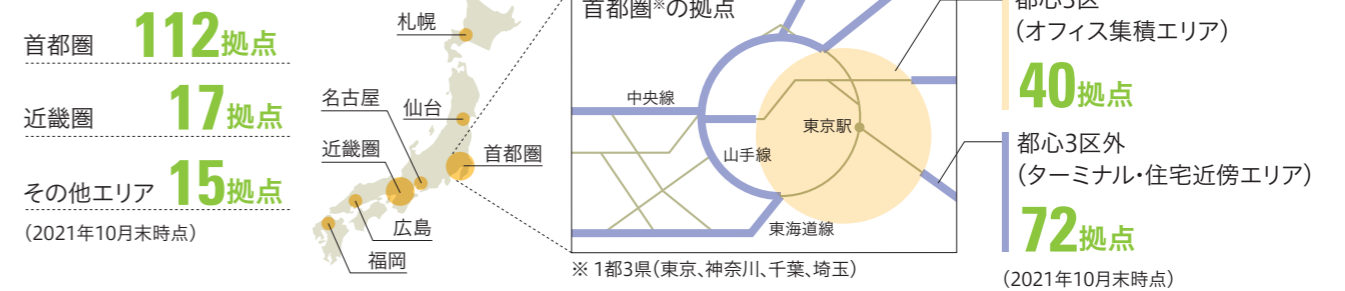 首都圏 112拠点
近畿圏 17拠点
その他エリア 15拠点
（2021年10月末時点）
札幌
名古屋
仙台
近畿圏
首都圏
広島
福岡
首都圏※の拠点
中央線
東京駅
山手線
東海道線
※ 1都3県（東京、神奈川、千葉、埼玉）
都心3区
（オフィス集積エリア）
40拠点
都心3区外
（ターミナル・住宅近傍エリア）
72拠点
（2021年10月末時点）